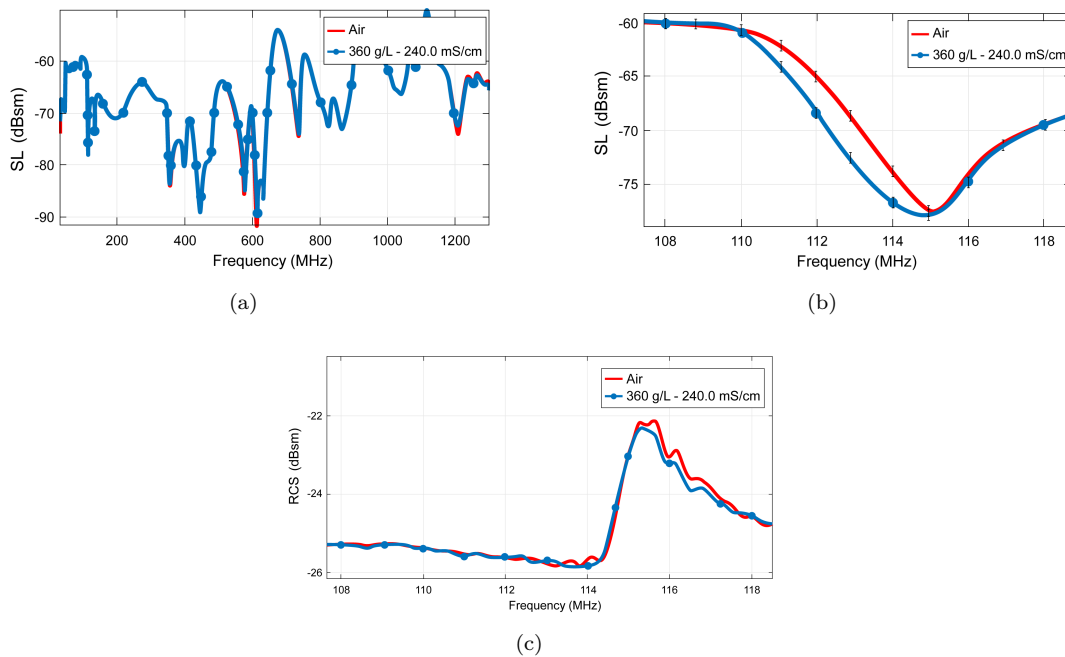 Air
360 g/L - 240.0 mS/cm
SL (dBsm)
-60
-70
-80
-90
200
400
600
800
1000
1200
Frequency (MHz)
(a)
Air
360 g/L - 240.0 mS/cm
SL (dBsm)
-60
-65
-70
-75
108
110
112
114
116
118
Frequency (MHz)
(b)
Air
360 g/L - 240.0 mS/cm
RCS (dBsm)
-22
-24
-26
108
110
112
114
116
118
Frequency (MHz)
(c)